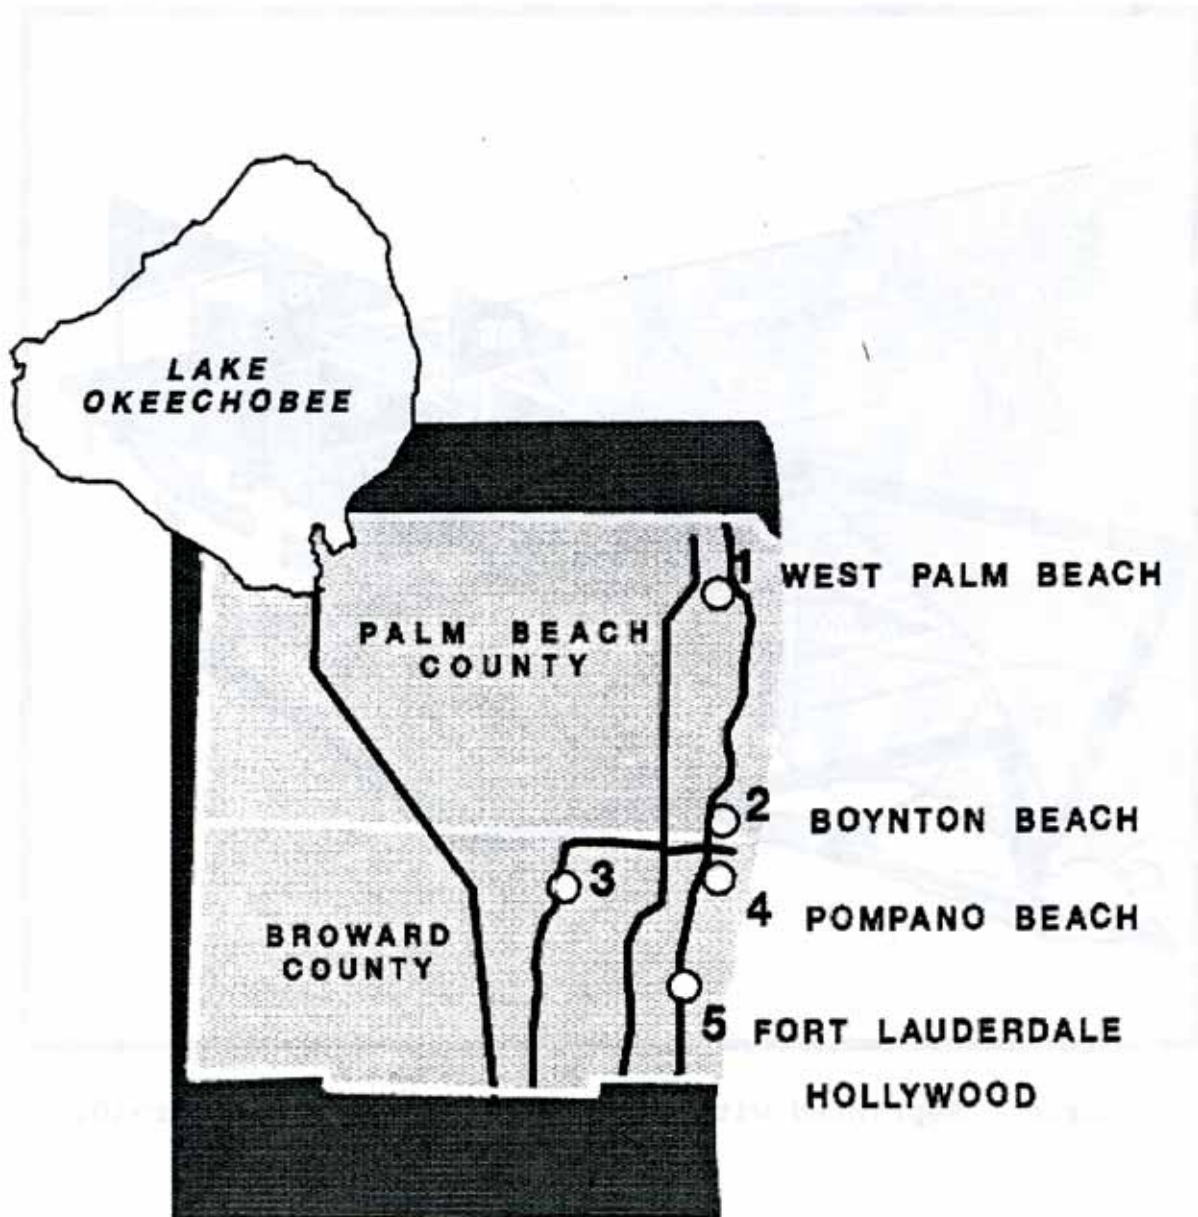 LAKE
OKEECHOBEE
1 WEST PALM BEACH
PALM BEACH
COUNTY
2 BOYNTON BEACH
3
4 POMPANO BEACH
BROWARD
COUNTY
5 FORT LAUDERDALE
HOLLYWOOD